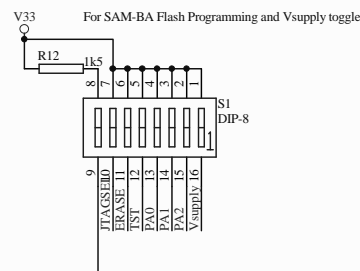 V33
For SAM-BA Flash Programming and Vsupply toggle
R12
1k5
8
7
6
5
4
3
2
1
S1
DIP-8
1
9
JTAGSEL
10
ERASE
11
TST
12
PA0
13
PA1
14
PA2
15
Vsupply
16